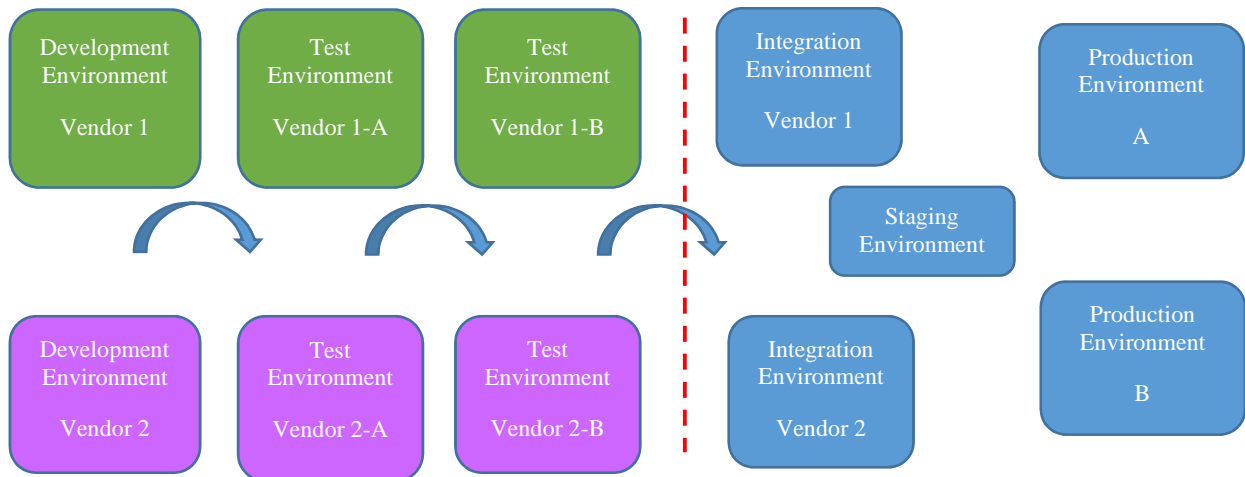 Development
Environment
Vendor 1
Test
Environment
Vendor 1-A
Test
Environment
Vendor 1-B
Integration
Environment
Vendor 1
Production
Environment
A
Staging
Environment
Development
Environment
Vendor 2
Test
Environment
Vendor 2-A
Test
Environment
Vendor 2-B
Integration
Environment
Vendor 2
Production
Environment
B